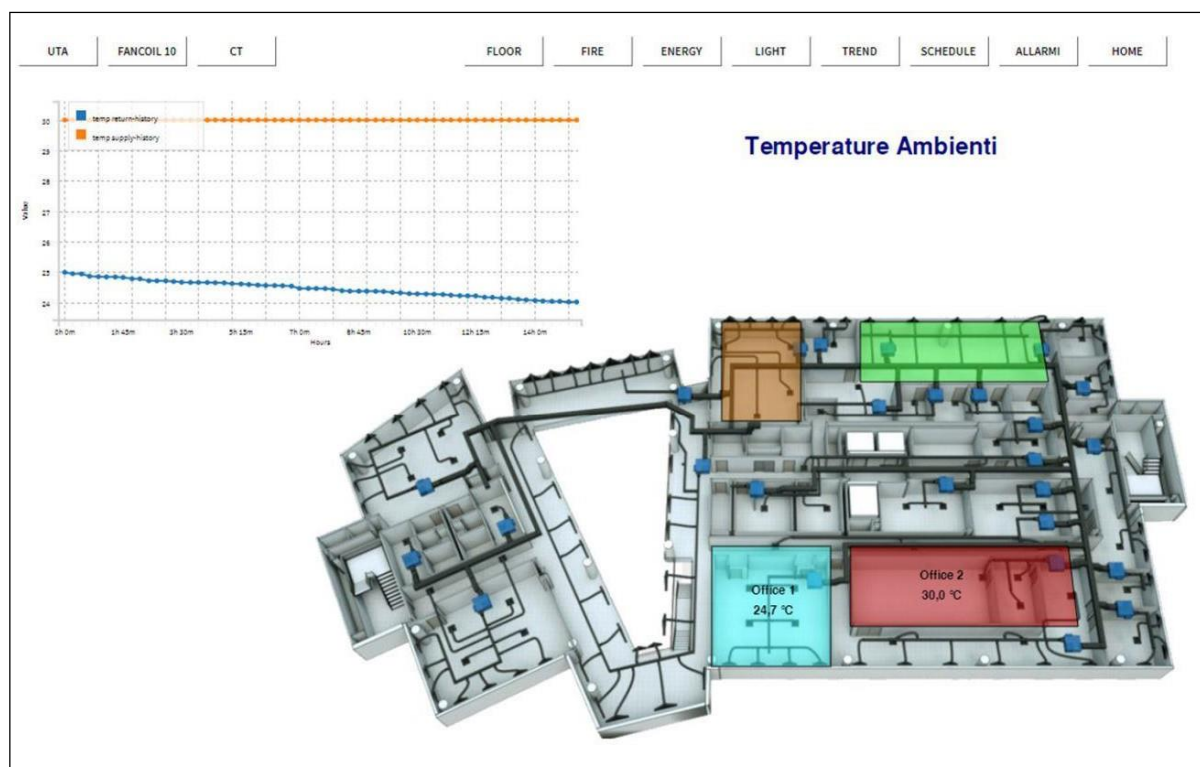 UTA FANCOIL 10 CT FLOOR FIRE ENERGY LIGHT TREND SCHEDULE ALLARMI HOME
temp return-history
temp supply-history
Temperature Ambienti
30
29
28
27
26
25
24
Value
0h 0m 1h 45m 3h 30m 5h 15m 7h 0m 8h 45m 10h 30m 12h 15m 14h 0m
Hours
Office 1
24,7 °C
Office 2
30,0 °C